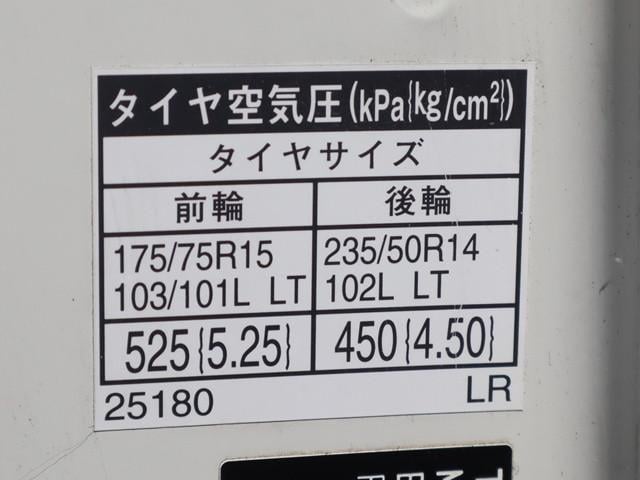 タイヤ空気圧(kPa{kg/cm²})
タイヤサイズ
前輪 後輪
175/75R15 235/50R14
103/101L LT 102L LT
525{5.25} 450{4.50}
25180 LR